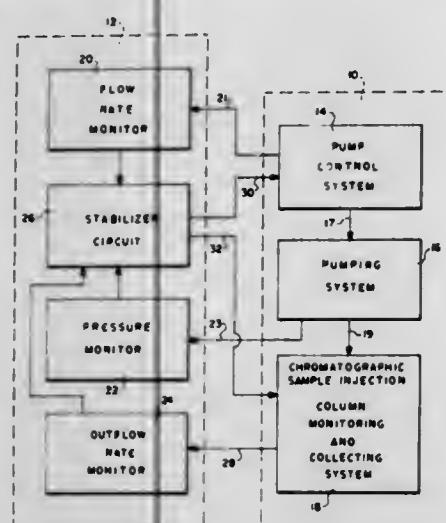 12
20
FLOW
RATE
MONITOR
21
10
14
PUMP
CONTROL
SYSTEM
26
STABILIZER
CIRCUIT
30
32
17
PUMPING
SYSTEM
16
PRESSURE
MONITOR
22
23
19
24
OUTFLOW
RATE
MONITOR
28
CHROMATOGRAPHIC
SAMPLE INJECTION
COLUMN
MONITORING
AND
COLLECTING
SYSTEM
18